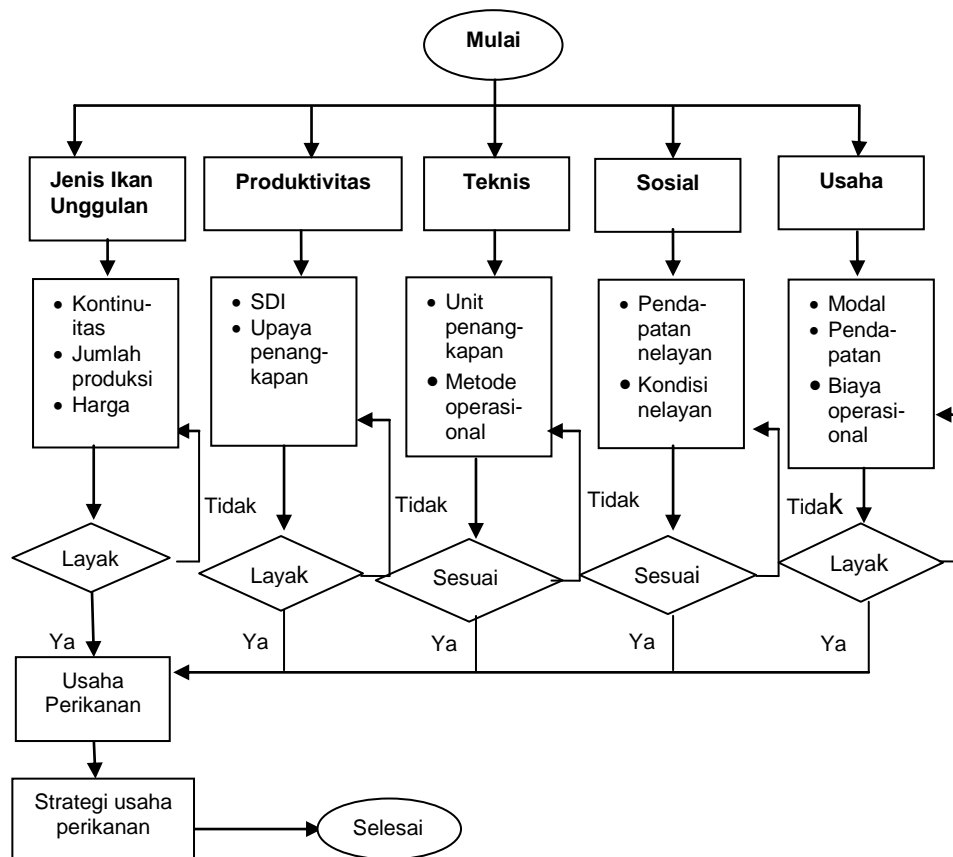 Mulai
Jenis Ikan
Unggulan
Produktivitas
Teknis
Sosial
Usaha
• Kontinu-
itas
• Jumlah
produksi
• Harga
• SDI
• Upaya
penang-
kapan
• Unit
penang-
kapan
• Metode
operasi-
onal
• Penda-
patan
nelayan
• Kondisi
nelayan
• Modal
• Penda-
patan
• Biaya
operasi-
onal
Tidak
Tidak
Tidak
Tidak
Layak
Layak
Sesuai
Sesuai
Layak
Ya
Ya
Ya
Ya
Ya
Usaha
Perikanan
Strategi usaha
perikanan
Selesai